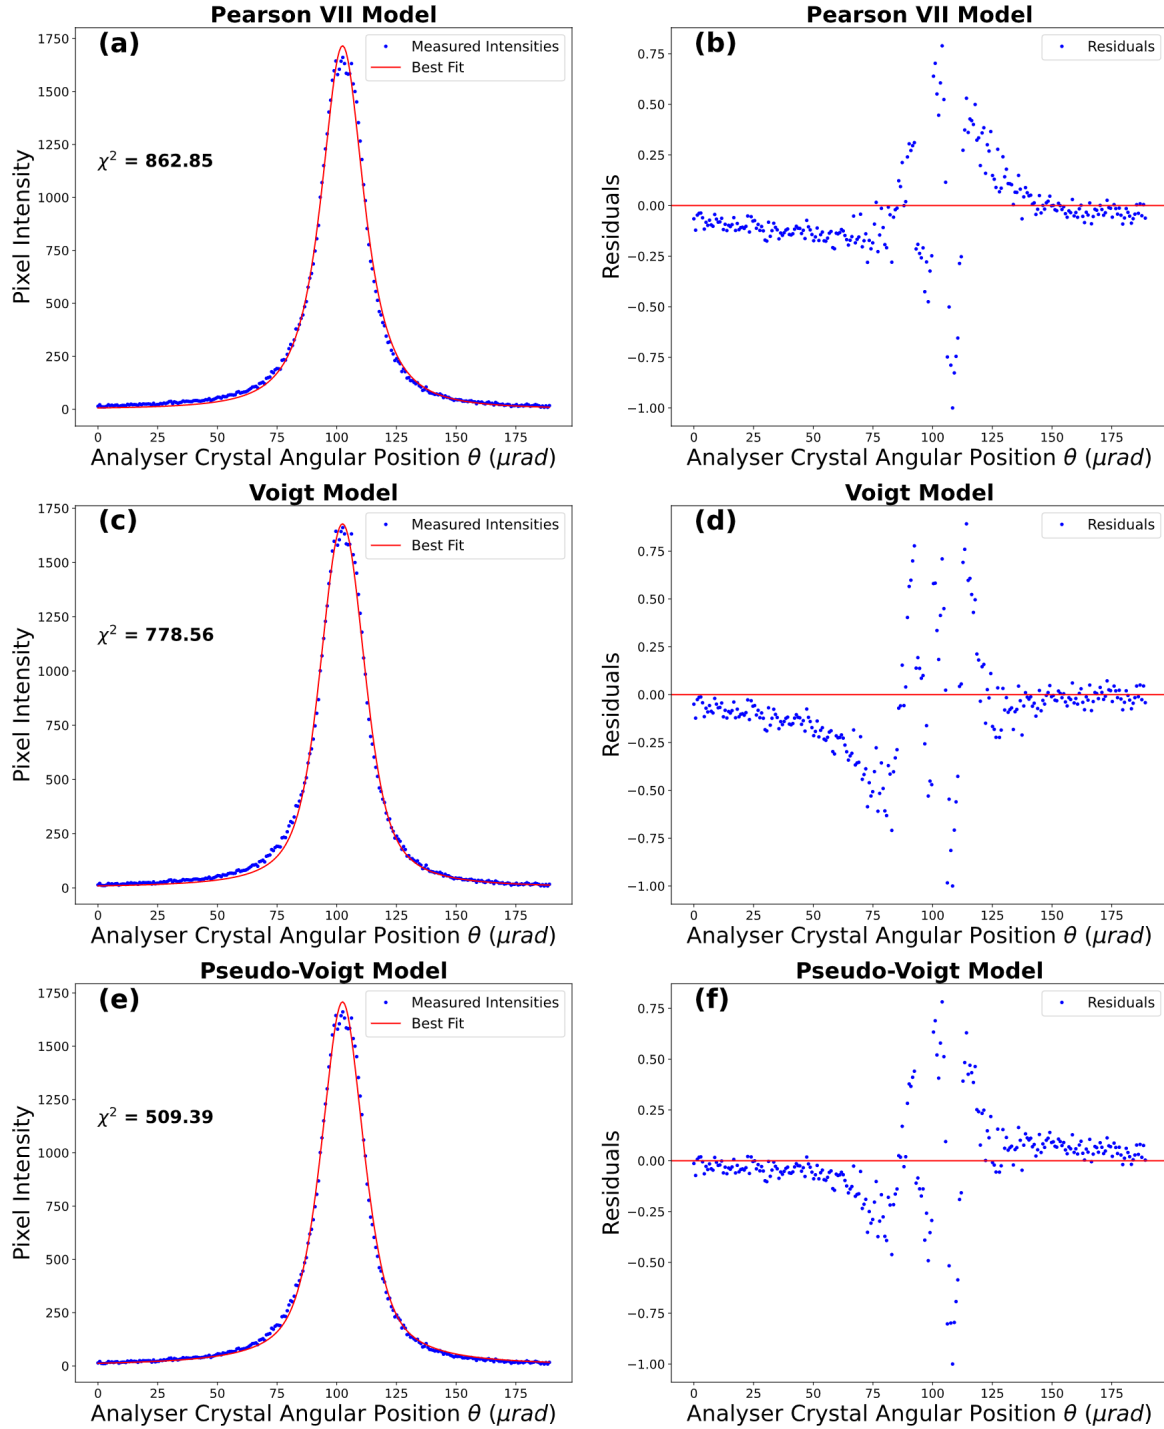 Pearson VII Model
(a)
Measured Intensities
Best Fit
χ² = 862.85
Pixel Intensity
1750
1500
1250
1000
750
500
250
0
0 25 50 75 100 125 150 175
Analyser Crystal Angular Position θ (μrad)
Pearson VII Model
(b)
Residuals
Residuals
0.75
0.50
0.25
0.00
−0.25
−0.50
−0.75
−1.00
0 25 50 75 100 125 150 175
Analyser Crystal Angular Position θ (μrad)
Voigt Model
(c)
Measured Intensities
Best Fit
χ² = 778.56
Pixel Intensity
1750
1500
1250
1000
750
500
250
0
0 25 50 75 100 125 150 175
Analyser Crystal Angular Position θ (μrad)
Voigt Model
(d)
Residuals
Residuals
0.75
0.50
0.25
0.00
−0.25
−0.50
−0.75
−1.00
0 25 50 75 100 125 150 175
Analyser Crystal Angular Position θ (μrad)
Pseudo-Voigt Model
(e)
Measured Intensities
Best Fit
χ² = 509.39
Pixel Intensity
1750
1500
1250
1000
750
500
250
0
0 25 50 75 100 125 150 175
Analyser Crystal Angular Position θ (μrad)
Pseudo-Voigt Model
(f)
Residuals
Residuals
0.75
0.50
0.25
0.00
−0.25
−0.50
−0.75
−1.00
0 25 50 75 100 125 150 175
Analyser Crystal Angular Position θ (μrad)